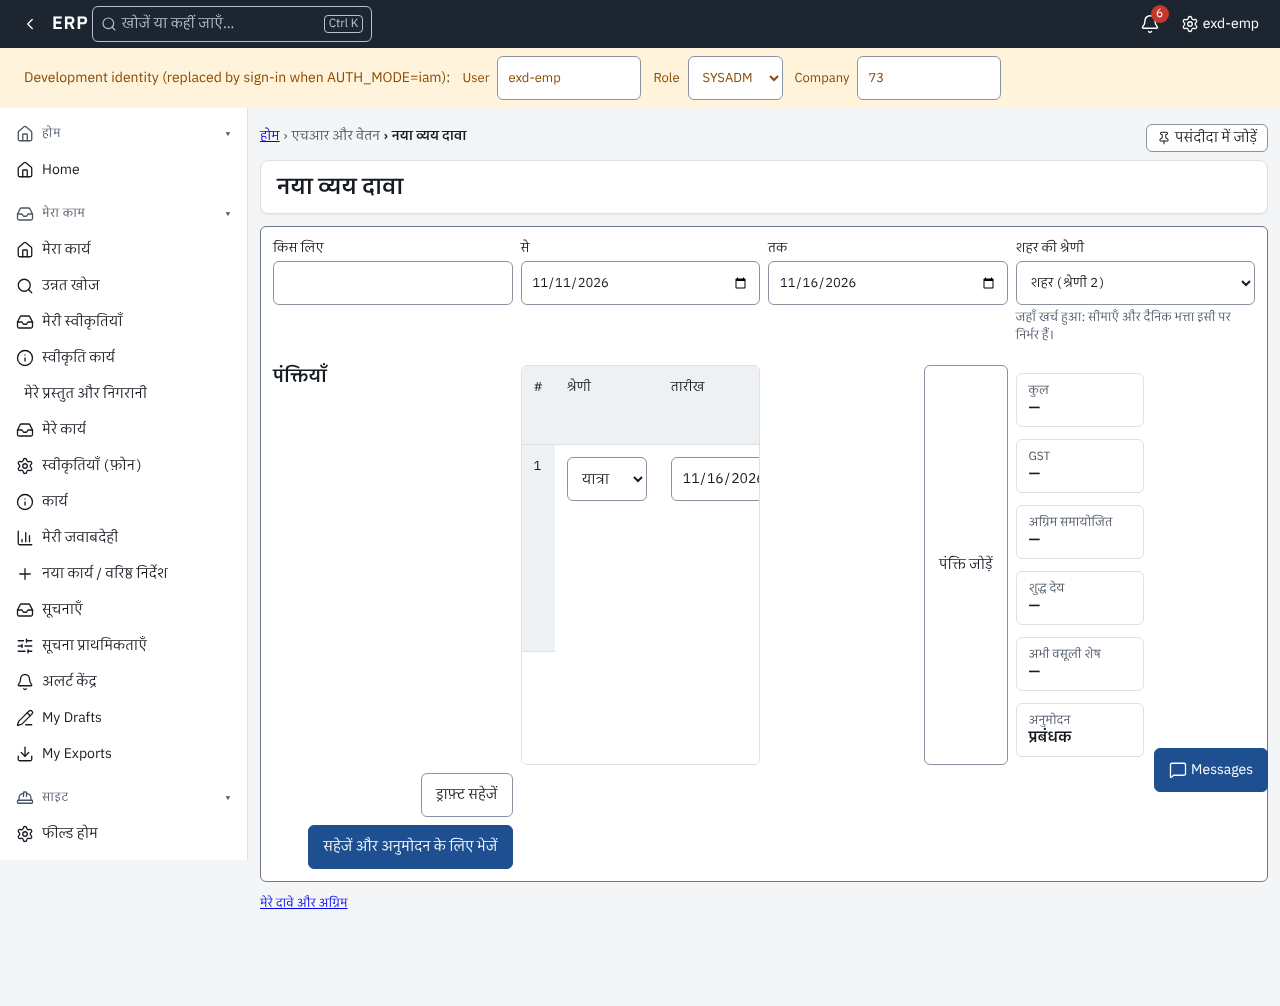 ERP
खोजें या कहीं जाएँ...
Ctrl K
6
exd-emp
Development identity (replaced by sign-in when AUTH_MODE=iam):
User
exd-emp
Role
SYSADM
Company
73
होम
Home
मेरा काम
मेरा कार्य
उन्नत खोज
मेरी स्वीकृतियाँ
स्वीकृति कार्य
मेरे प्रस्तुत और निगरानी
मेरे कार्य
स्वीकृतियाँ (फ़ोन)
कार्य
मेरी जवाबदेही
नया कार्य / वरिष्ठ निर्देश
सूचनाएँ
सूचना प्राथमिकताएँ
अलर्ट केंद्र
My Drafts
My Exports
साइट
फील्ड होम
होम › एचआर और वेतन › नया व्यय दावा
पसंदीदा में जोड़ें
नया व्यय दावा
किस लिए
से
तक
शहर की श्रेणी
11/11/2026
11/16/2026
शहर (श्रेणी 2)
जहाँ खर्च हुआ: सीमाएँ और दैनिक भत्ता इसी पर
निर्भर हैं।
पंक्तियाँ
#
श्रेणी
तारीख
1
यात्रा
11/16/2026
पंक्ति जोड़ें
कुल
—
GST
—
अग्रिम समायोजित
—
शुद्ध देय
—
अभी वसूली शेष
—
अनुमोदन
प्रबंधक
Messages
ड्राफ़्ट सहेजें
सहेजें और अनुमोदन के लिए भेजें
मेरे दावे और अग्रिम